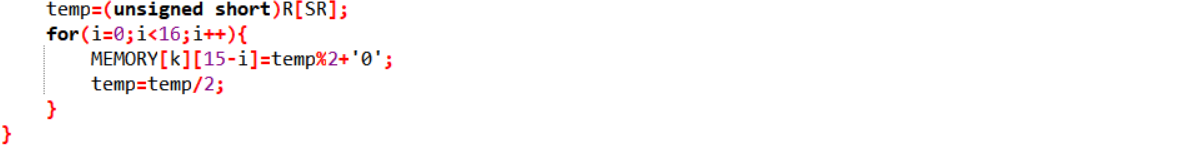 temp=(unsigned short)R[SR];
for(i=0;i<16;i++){
MEMORY[k][15-i]=temp%2+'0';
temp=temp/2;
}
}